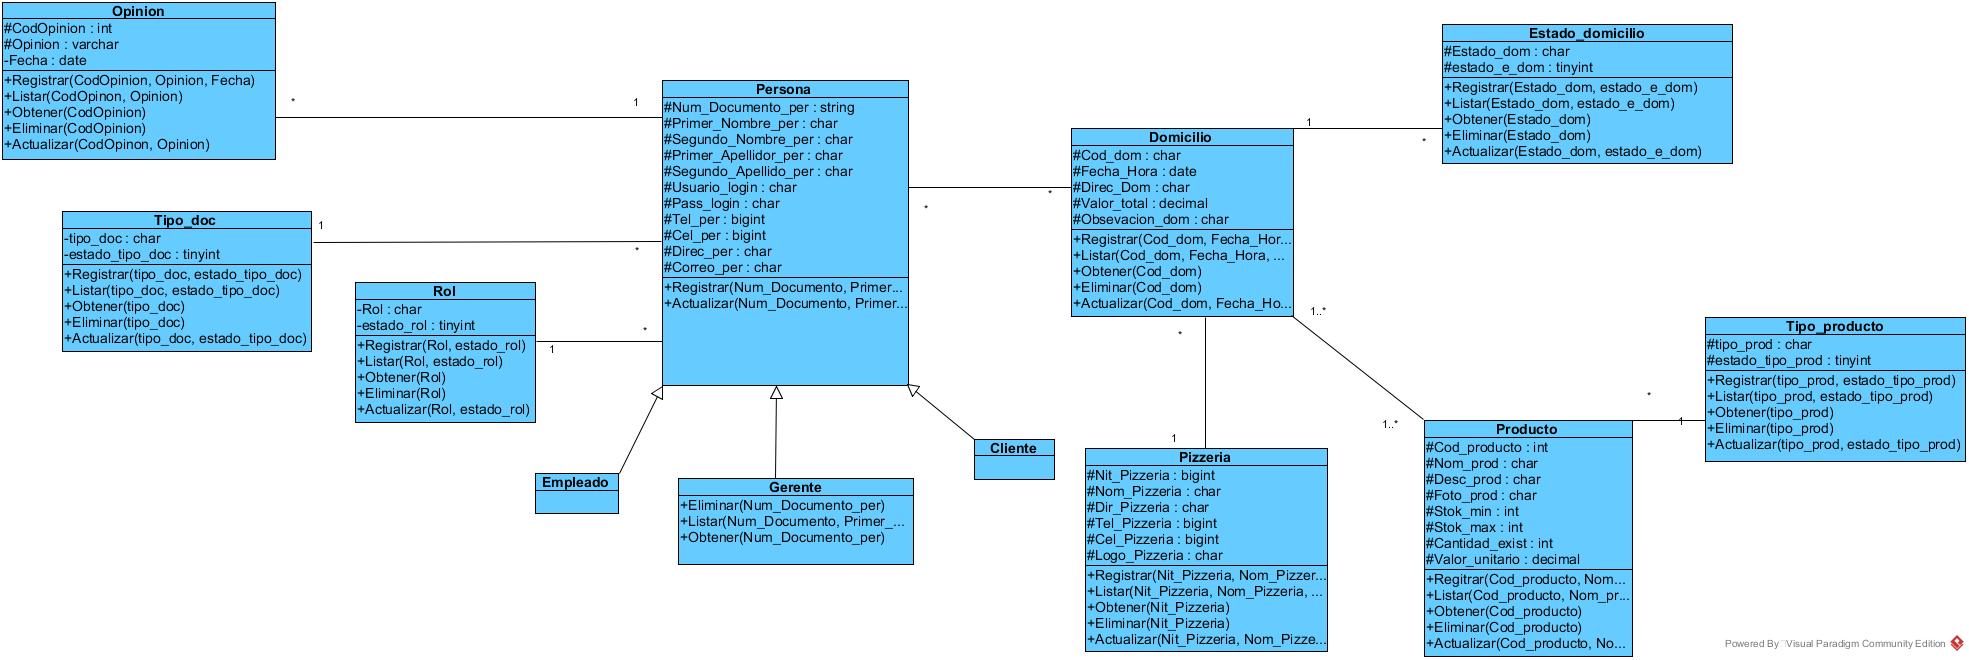 Opinion
#CodOpinion : int
#Opinion : varchar
-Fecha : date
+Registrar(CodOpinion, Opinion, Fecha)
+Listar(CodOpinon, Opinion)
+Obtener(CodOpinion)
+Eliminar(CodOpinion)
+Actualizar(CodOpinon, Opinion)
*
1
Tipo_doc
-tipo_doc : char
-estado_tipo_doc : tinyint
+Registrar(tipo_doc, estado_tipo_doc)
+Listar(tipo_doc, estado_tipo_doc)
+Obtener(tipo_doc)
+Eliminar(tipo_doc)
+Actualizar(tipo_doc, estado_tipo_doc)
1
*
Rol
-Rol : char
-estado_rol : tinyint
+Registrar(Rol, estado_rol)
+Listar(Rol, estado_rol)
+Obtener(Rol)
+Eliminar(Rol)
+Actualizar(Rol, estado_rol)
1
*
Persona
#Num_Documento_per : string
#Primer_Nombre_per : char
#Segundo_Nombre_per : char
#Primer_Apellidor_per : char
#Segundo_Apellido_per : char
#Usuario_login : char
#Pass_login : char
#Tel_per : bigint
#Cel_per : bigint
#Direc_per : char
#Correo_per : char
+Registrar(Num_Documento, Primer...
+Actualizar(Num_Documento, Primer...
*
*
Empleado
Gerente
+Eliminar(Num_Documento_per)
+Listar(Num_Documento, Primer_...
+Obtener(Num_Documento_per)
Cliente
Domicilio
#Cod_dom : char
#Fecha_Hora : date
#Direc_Dom : char
#Valor_total : decimal
#Obsevacion_dom : char
+Registrar(Cod_dom, Fecha_Hor...
+Listar(Cod_dom, Fecha_Hora, ...
+Obtener(Cod_dom)
+Eliminar(Cod_dom)
+Actualizar(Cod_dom, Fecha_Ho...
1
*
Estado_domicilio
#Estado_dom : char
#estado_e_dom : tinyint
+Registrar(Estado_dom, estado_e_dom)
+Listar(Estado_dom, estado_e_dom)
+Obtener(Estado_dom)
+Eliminar(Estado_dom)
+Actualizar(Estado_dom, estado_e_dom)
*
1
Pizzeria
#Nit_Pizzeria : bigint
#Nom_Pizzeria : char
#Dir_Pizzeria : char
#Tel_Pizzeria : bigint
#Cel_Pizzeria : bigint
#Logo_Pizzeria : char
+Registrar(Nit_Pizzeria, Nom_Pizzer...
+Listar(Nit_Pizzeria, Nom_Pizzeria, ...
+Obtener(Nit_Pizzeria)
+Eliminar(Nit_Pizzeria)
+Actualizar(Nit_Pizzeria, Nom_Pizze...
1..*
1..*
Producto
#Cod_producto : int
#Nom_prod : char
#Desc_prod : char
#Foto_prod : char
#Stok_min : int
#Stok_max : int
#Cantidad_exist : int
#Valor_unitario : decimal
+Regitrar(Cod_producto, Nom...
+Listar(Cod_producto, Nom_pr...
+Obtener(Cod_producto)
+Eliminar(Cod_producto)
+Actualizar(Cod_producto, No...
*
1
Tipo_producto
#tipo_prod : char
#estado_tipo_prod : tinyint
+Registrar(tipo_prod, estado_tipo_prod)
+Listar(tipo_prod, estado_tipo_prod)
+Obtener(tipo_prod)
+Eliminar(tipo_prod)
+Actualizar(tipo_prod, estado_tipo_prod)
Powered By Visual Paradigm Community Edition